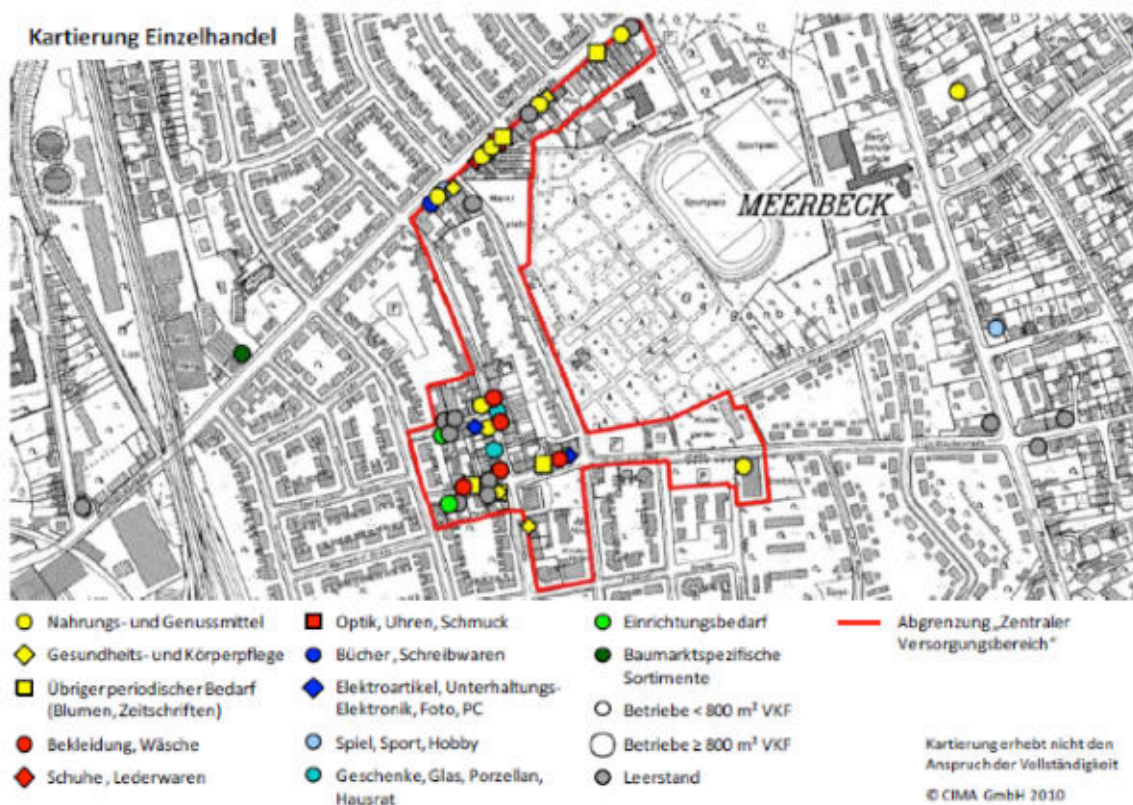 Kartierung Einzelhandel
Sportplatz
Sportplatz
MEERBECK
Markt
P
P
P
P
Nahrungs- und Genussmittel
Gesundheits- und Körperpflege
Übriger periodischer Bedarf
(Blumen, Zeitschriften)
Bekleidung, Wäsche
Schuhe, Lederwaren
Optik, Uhren, Schmuck
Bücher, Schreibwaren
Elektroartikel, Unterhaltungs-
Elektronik, Foto, PC
Spiel, Sport, Hobby
Geschenke, Glas, Porzellan,
Hausrat
Einrichtungsbedarf
Baumarktspezifische
Sortimente
Betriebe < 800 m² VKF
Betriebe ≥ 800 m² VKF
Leerstand
Abgrenzung „Zentraler
Versorgungsbereich“
Kartierung erhebt nicht den
Anspruch der Vollständigkeit
© CIMA GmbH 2010